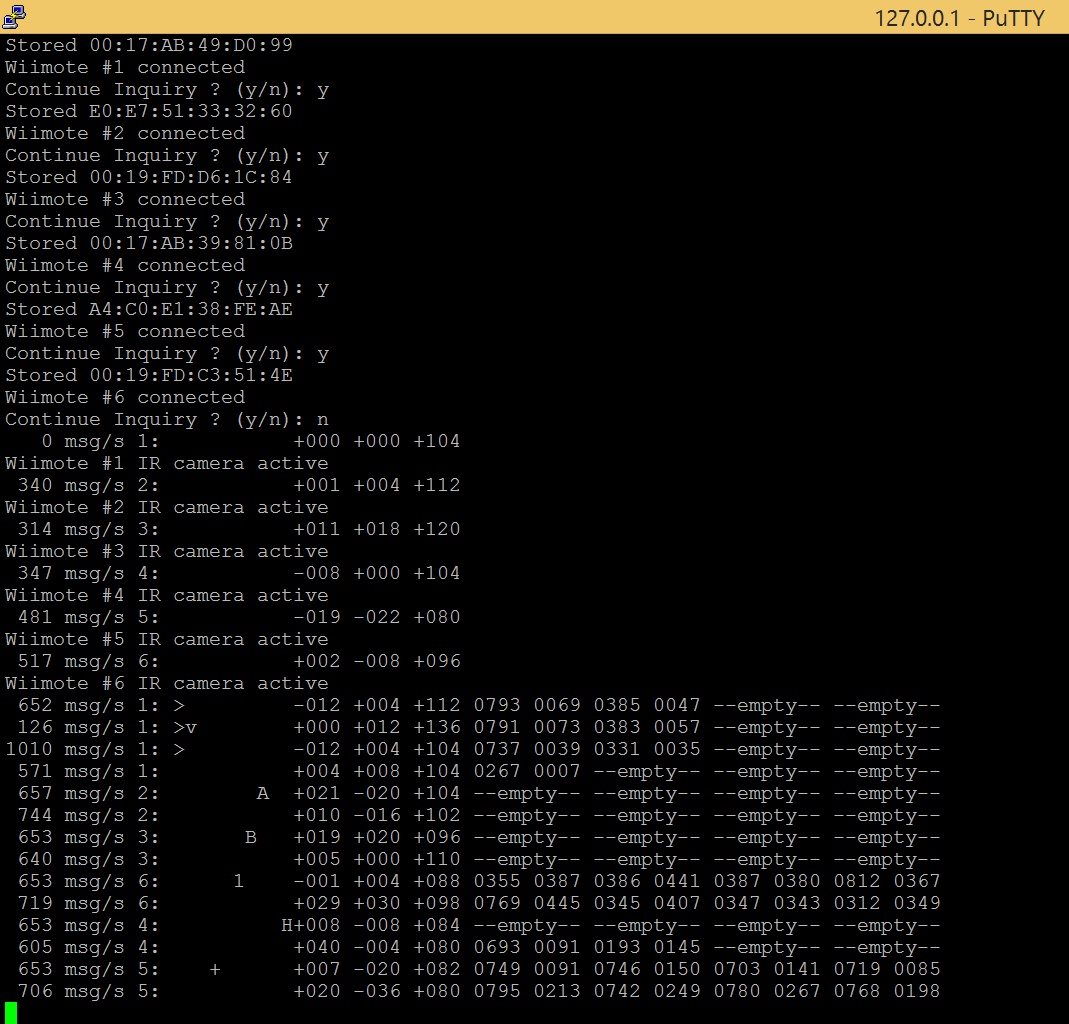 127.0.0.1 - PuTTY
Stored 00:17:AB:49:D0:99
Wiimote #1 connected
Continue Inquiry ? (y/n): y
Stored E0:E7:51:33:32:60
Wiimote #2 connected
Continue Inquiry ? (y/n): y
Stored 00:19:FD:D6:1C:84
Wiimote #3 connected
Continue Inquiry ? (y/n): y
Stored 00:17:AB:39:81:0B
Wiimote #4 connected
Continue Inquiry ? (y/n): y
Stored A4:C0:E1:38:FE:AE
Wiimote #5 connected
Continue Inquiry ? (y/n): y
Stored 00:19:FD:C3:51:4E
Wiimote #6 connected
Continue Inquiry ? (y/n): n
   0 msg/s 1:           +000 +000 +104
Wiimote #1 IR camera active
 340 msg/s 2:           +001 +004 +112
Wiimote #2 IR camera active
 314 msg/s 3:           +011 +018 +120
Wiimote #3 IR camera active
 347 msg/s 4:           -008 +000 +104
Wiimote #4 IR camera active
 481 msg/s 5:           -019 -022 +080
Wiimote #5 IR camera active
 517 msg/s 6:           +002 -008 +096
Wiimote #6 IR camera active
 652 msg/s 1: >         -012 +004 +112 0793 0069 0385 0047 --empty-- --empty--
 126 msg/s 1: >v        +000 +012 +136 0791 0073 0383 0057 --empty-- --empty--
1010 msg/s 1: >         -012 +004 +104 0737 0039 0331 0035 --empty-- --empty--
 571 msg/s 1:           +004 +008 +104 0267 0007 --empty-- --empty-- --empty--
 657 msg/s 2:        A  +021 -020 +104 --empty-- --empty-- --empty-- --empty--
 744 msg/s 2:           +010 -016 +102 --empty-- --empty-- --empty-- --empty--
 653 msg/s 3:       B   +019 +020 +096 --empty-- --empty-- --empty-- --empty--
 640 msg/s 3:           +005 +000 +110 --empty-- --empty-- --empty-- --empty--
 653 msg/s 6:      1    -001 +004 +088 0355 0387 0386 0441 0387 0380 0812 0367
 719 msg/s 6:           +029 +030 +098 0769 0445 0345 0407 0347 0343 0312 0349
 653 msg/s 4:          H+008 -008 +084 --empty-- --empty-- --empty-- --empty--
 605 msg/s 4:           +040 -004 +080 0693 0091 0193 0145 --empty-- --empty--
 653 msg/s 5:    +      +007 -020 +082 0749 0091 0746 0150 0703 0141 0719 0085
 706 msg/s 5:           +020 -036 +080 0795 0213 0742 0249 0780 0267 0768 0198